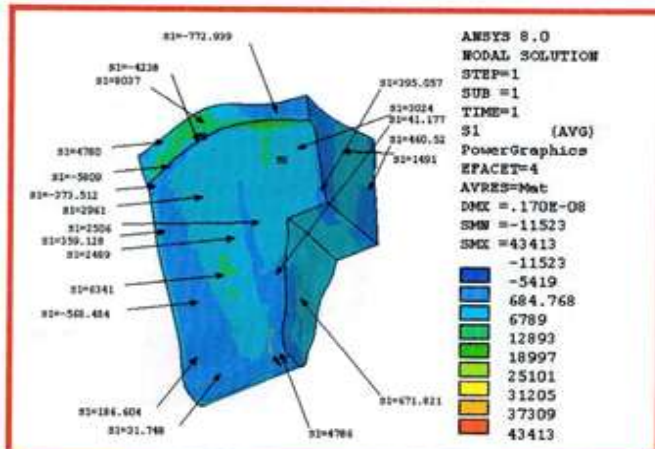 S1=-772.939
S1=-4238
S1=8037
S1=4780
S1=-5809
S1=-373.512
S1=2961
S1=2506
S1=359.128
S1=2489
S1=6341
S1=-568.484
S1=186.604
S1=31.748
S1=4786
S1=671.821
S1=395.057
S1=3024
S1=41.177
S1=460.52
S1=1491
ANSYS 8.0
NODAL SOLUTION
STEP=1
SUB =1
TIME=1
S1 (AVG)
PowerGraphics
EFACET=4
AVRES=Mat
DMX =.170E-08
SMN =-11523
SMX =43413
-11523
-5419
684.768
6789
12893
18997
25101
31205
37309
43413